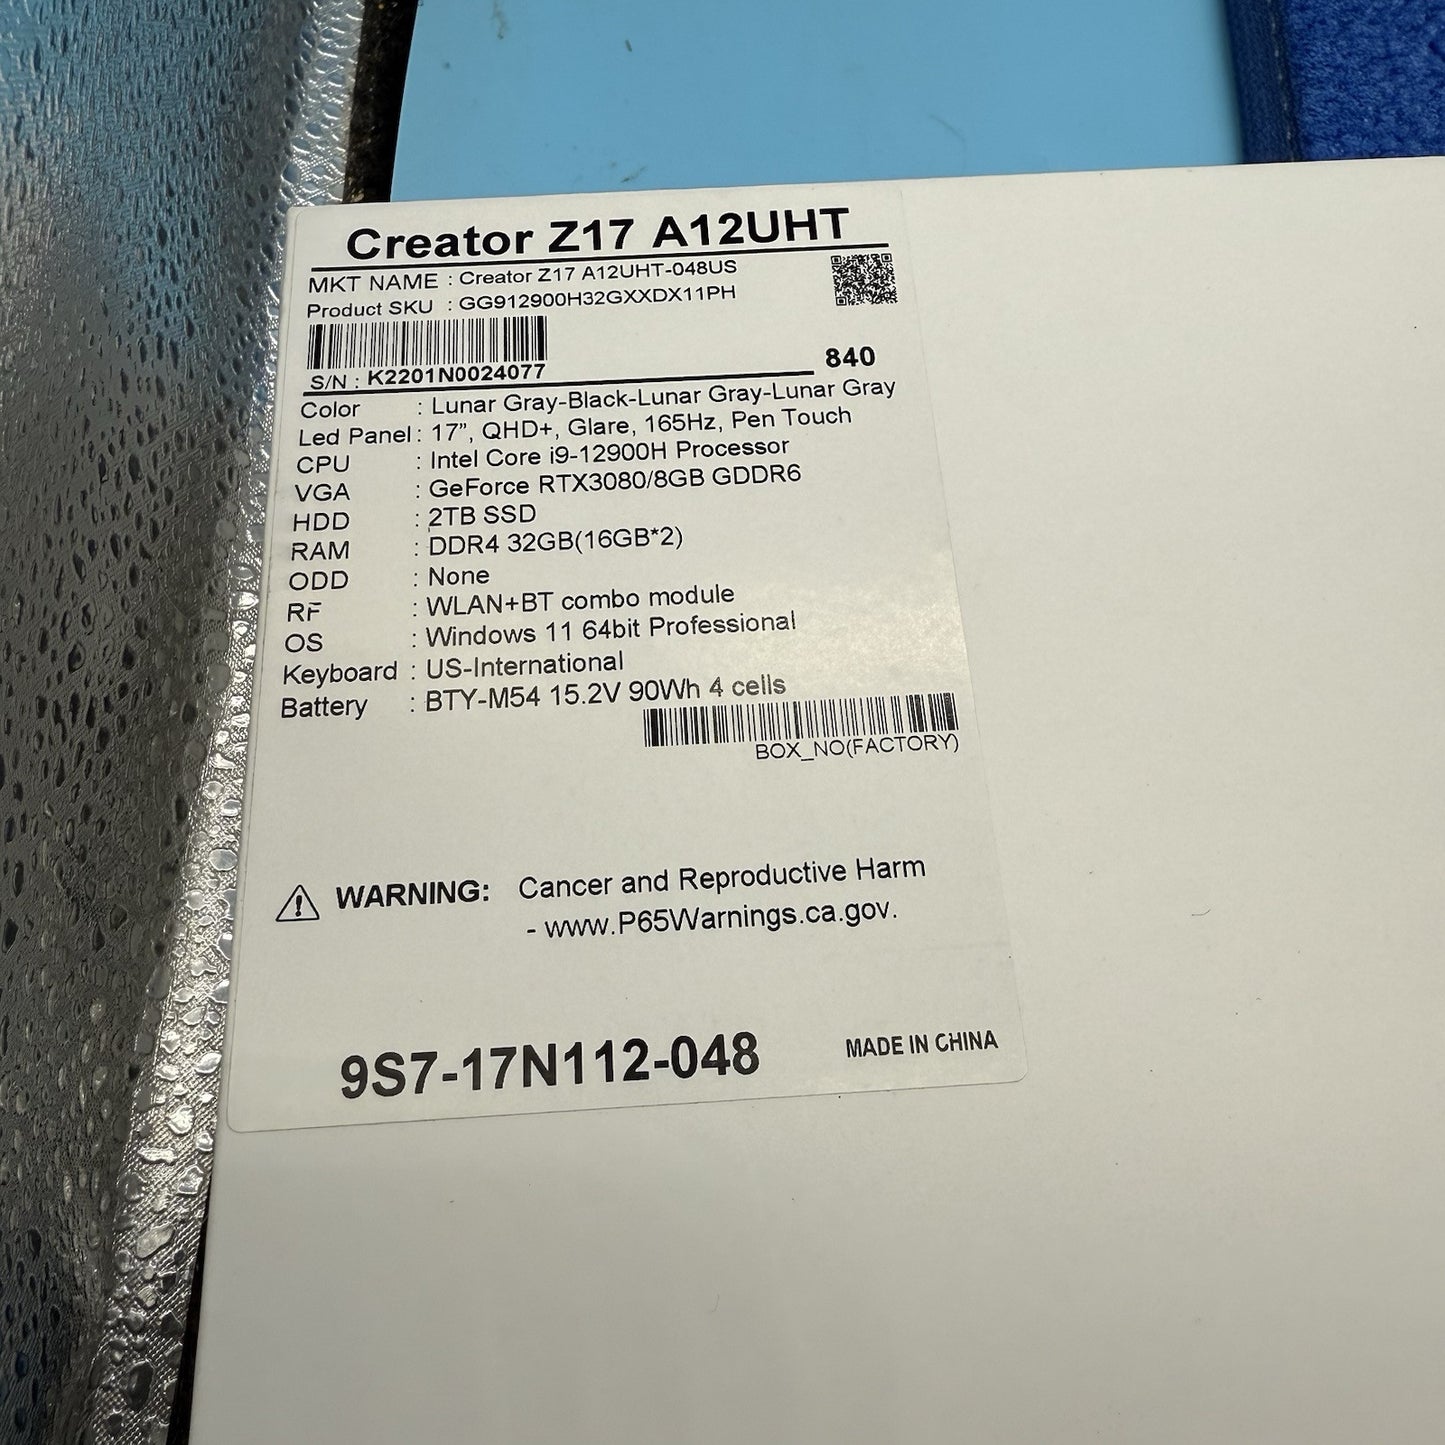 Creator Z17 A12UHT
MKT NAME : Creator Z17 A12UHT-048US
Product SKU : GG912900H32GXXDX11PH
S/N : K2201N0024077
840
Color : Lunar Gray-Black-Lunar Gray-Lunar Gray
Led Panel : 17”, QHD+, Glare, 165Hz, Pen Touch
CPU : Intel Core i9-12900H Processor
VGA : GeForce RTX3080/8GB GDDR6
HDD : 2TB SSD
RAM : DDR4 32GB(16GB*2)
ODD : None
RF : WLAN+BT combo module
OS : Windows 11 64bit Professional
Keyboard : US-International
Battery : BTY-M54 15.2V 90Wh 4 cells
BOX_NO(FACTORY)
WARNING: Cancer and Reproductive Harm
- www.P65Warnings.ca.gov.
9S7-17N112-048
MADE IN CHINA